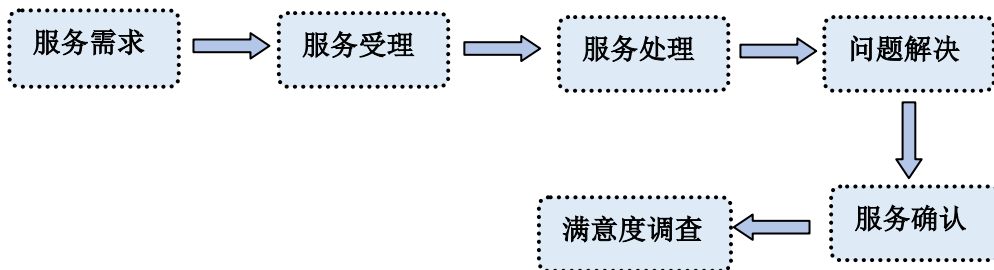 服务需求
服务受理
服务处理
问题解决
服务确认
满意度调查